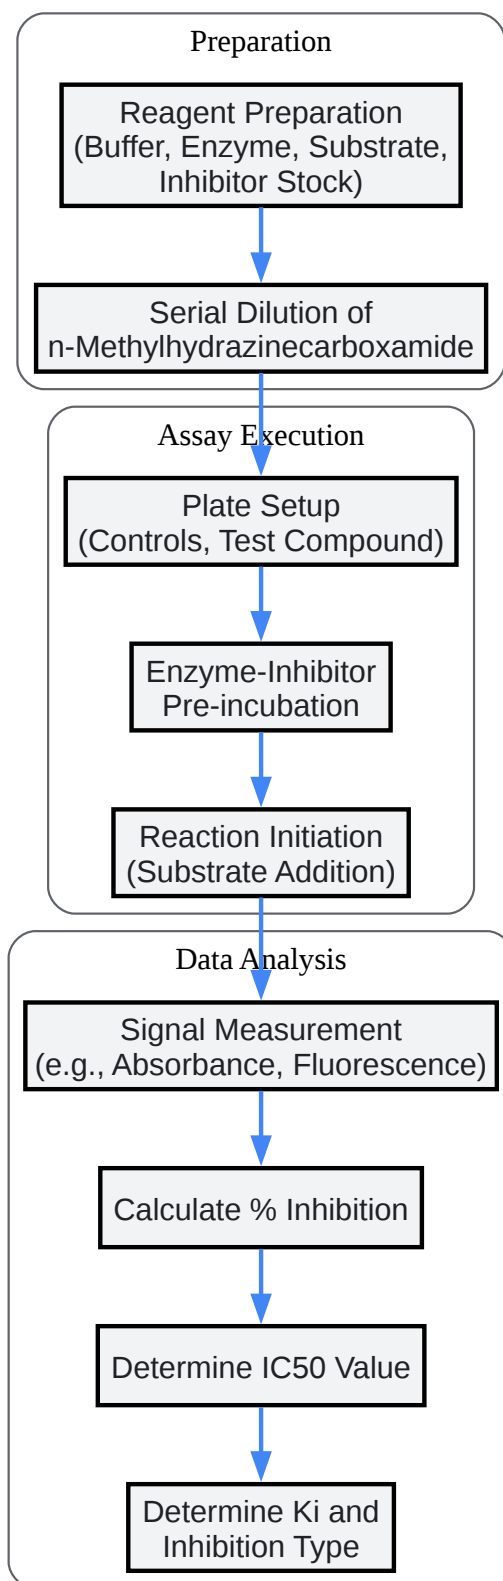 Preparation
Reagent Preparation
(Buffer, Enzyme, Substrate,
Inhibitor Stock)
Serial Dilution of
n-Methylhydrazinecarboxamide
Assay Execution
Plate Setup
(Controls, Test Compound)
Enzyme-Inhibitor
Pre-incubation
Reaction Initiation
(Substrate Addition)
Data Analysis
Signal Measurement
(e.g., Absorbance, Fluorescence)
Calculate % Inhibition
Determine IC50 Value
Determine Ki and
Inhibition Type